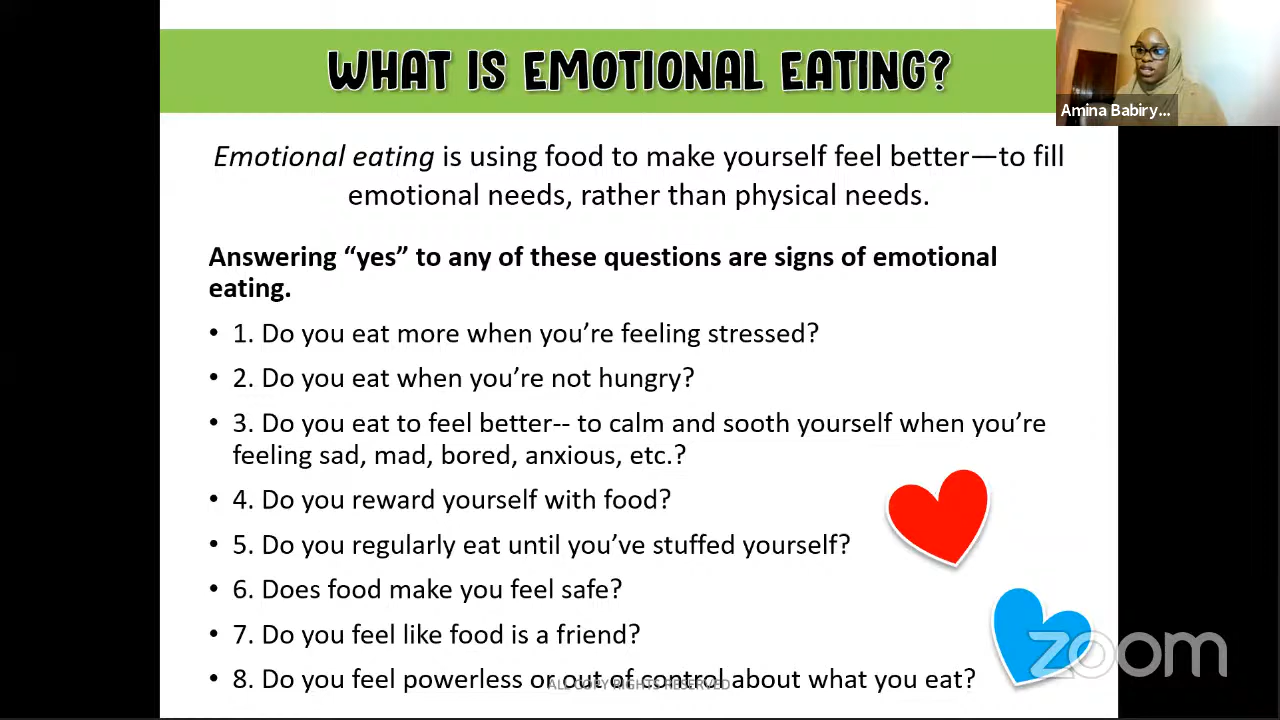 WHAT IS EMOTIONAL EATING?
Amina Babiry...
Emotional eating is using food to make yourself feel better—to fill
emotional needs, rather than physical needs.
Answering “yes” to any of these questions are signs of emotional
eating.
• 1. Do you eat more when you’re feeling stressed?
• 2. Do you eat when you’re not hungry?
• 3. Do you eat to feel better-- to calm and sooth yourself when you’re
feeling sad, mad, bored, anxious, etc.?
• 4. Do you reward yourself with food?
• 5. Do you regularly eat until you’ve stuffed yourself?
• 6. Does food make you feel safe?
• 7. Do you feel like food is a friend?
• 8. Do you feel powerless or out of control about what you eat?
ALL COPY RIGHTS RESERVED
zoom